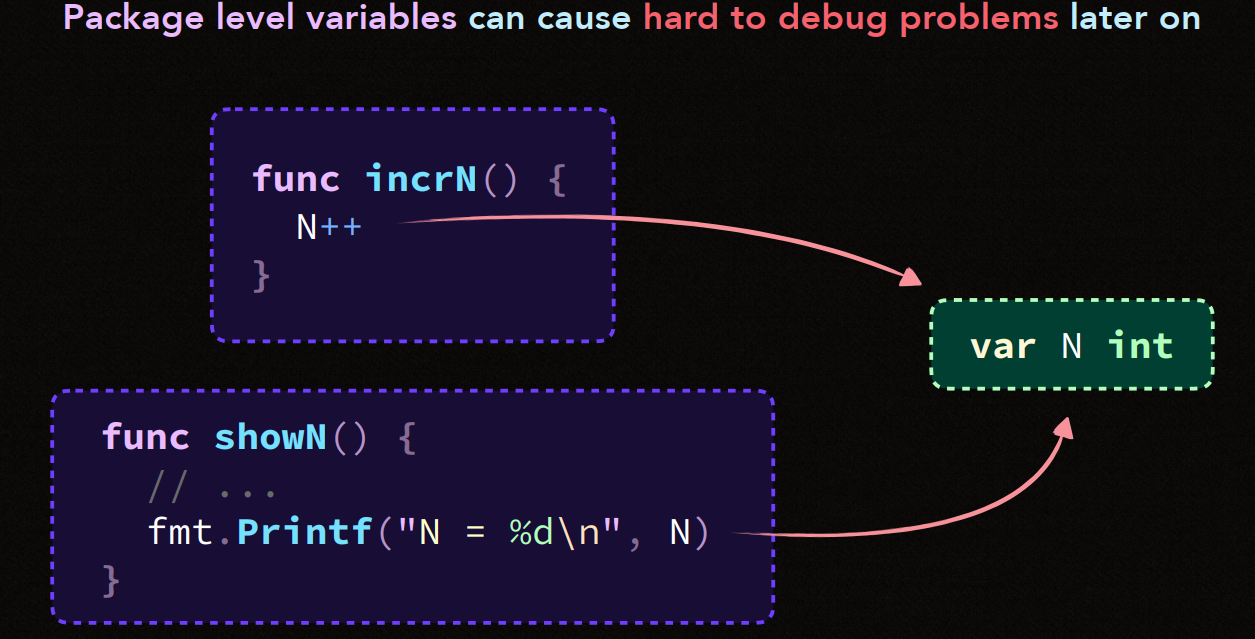 Package level variables can cause hard to debug problems later on
func incrN() {
  N++
}
var N int
func showN() {
  // ...
  fmt.Printf("N = %d\n", N)
}